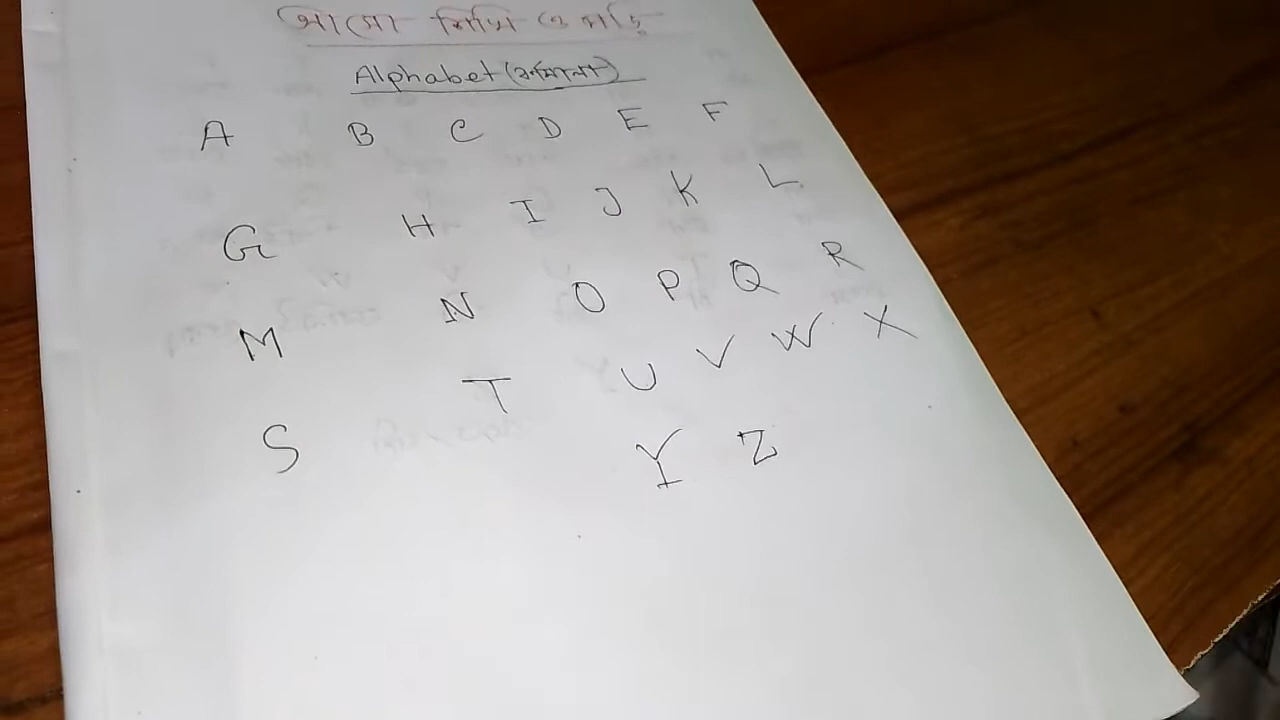 Alphabet (বর্ণমালা)
A B C D E F
G H I J K L
M N O P Q R
S T U V W X
Y Z